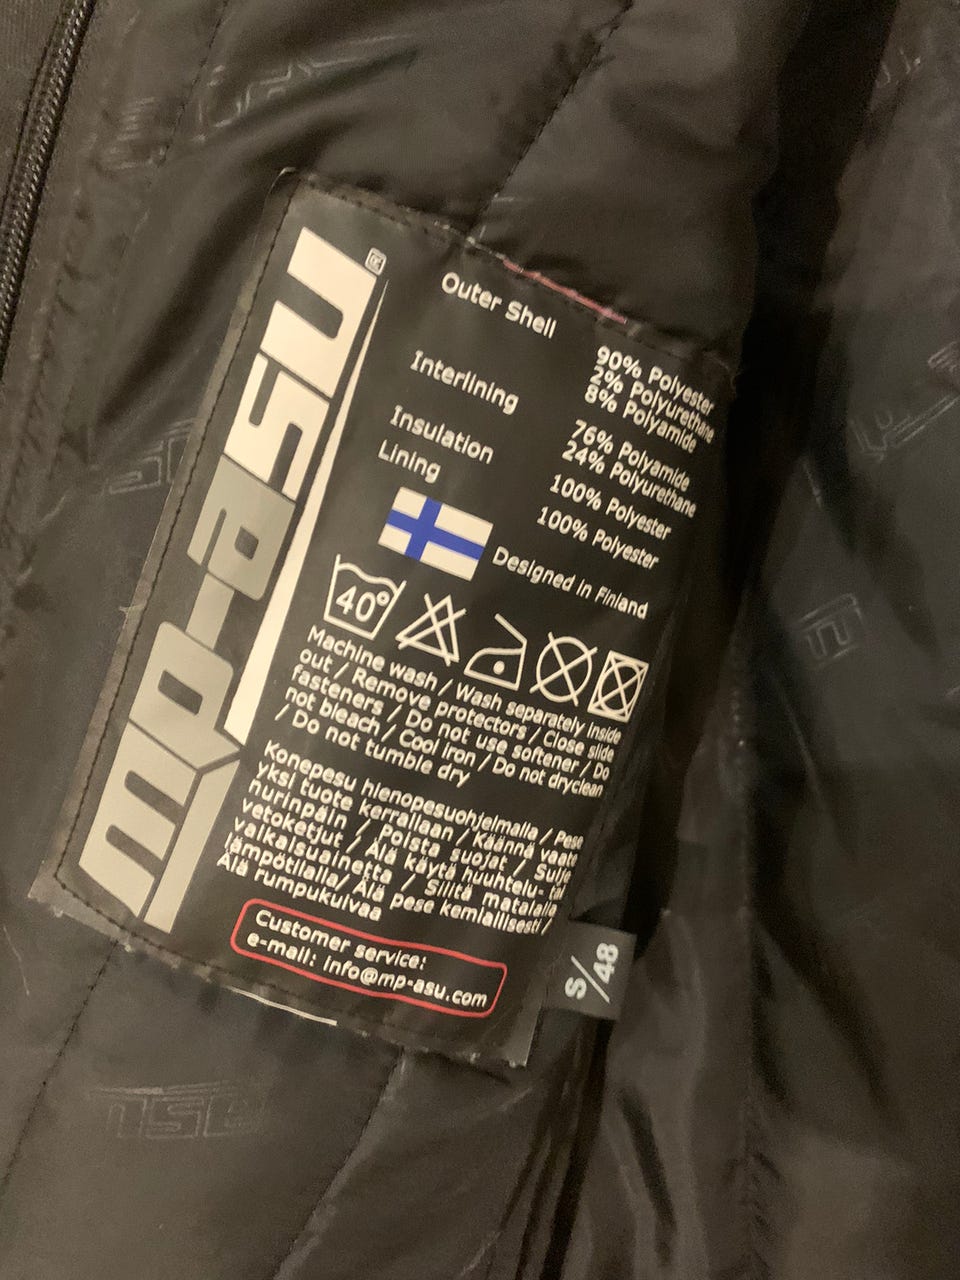 mp-asu®
Outer Shell
90% Polyester
2% Polyurethane
8% Polyamide
Interlining
76% Polyamide
24% Polyurethane
Insulation
100% Polyester
Lining
100% Polyester
Designed in Finland
40°
Machine wash / Wash separately inside
out / Remove protectors / Close slide
fasteners / Do not use softener / Do
not bleach / Cool iron / Do not dryclean
/ Do not tumble dry
Konepesu hienopesuohjelmalla / Pese
yksi tuote kerrallaan / Käännä vaate
nurinpäin / Poista suojat / Sulje
vetoketjut / Älä käytä huuhtelu- tai
valkaisuainetta / Silitä matalalla
lämpötilalla/ Älä pese kemiallisesti /
Älä rumpukuivaa
Customer service:
e-mail: info@mp-asu.com
S/48